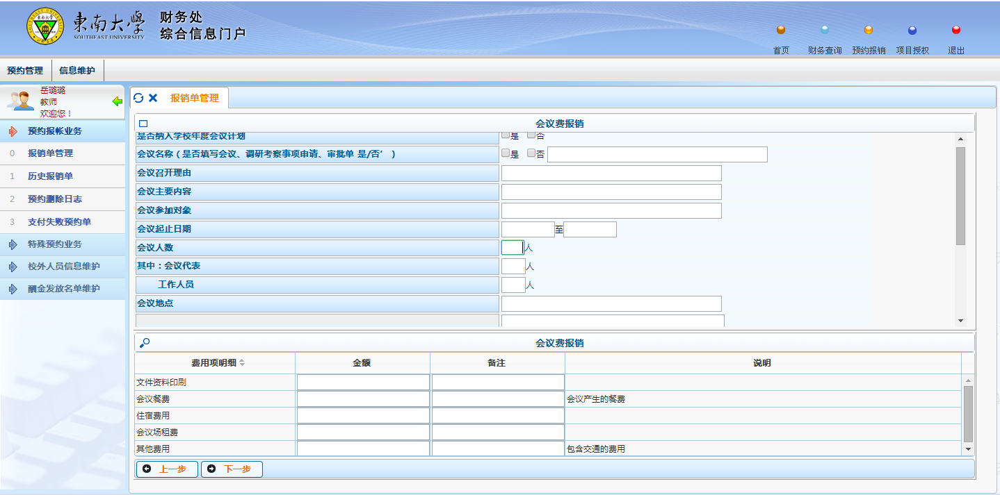 東南大學
SOUTHEAST UNIVERSITY
财务处
综合信息门户
首页 财务查询 预约报销 项目授权 退出
预约管理 信息维护
岳璐璐
教师
欢迎您！
预约报帐业务
0 报销单管理
1 历史报销单
2 预约删除日志
3 支付失败预约单
特殊预约业务
校外人员信息维护
酬金发放名单维护
报销单管理
会议费报销
是否纳入学校年度会议计划 是 否
会议名称（是否填写会议、调研考察事项申请、审批单 是/否’ ） 是 否
会议召开理由
会议主要内容
会议参加对象
会议起止日期 至
会议人数 人
其中：会议代表 人
工作人员 人
会议地点
会议费报销
费用项明细 金额 备注 说明
文件资料印刷
会议餐费 会议产生的餐费
住宿费用
会议场租费
其他费用 包含交通的费用
上一步 下一步